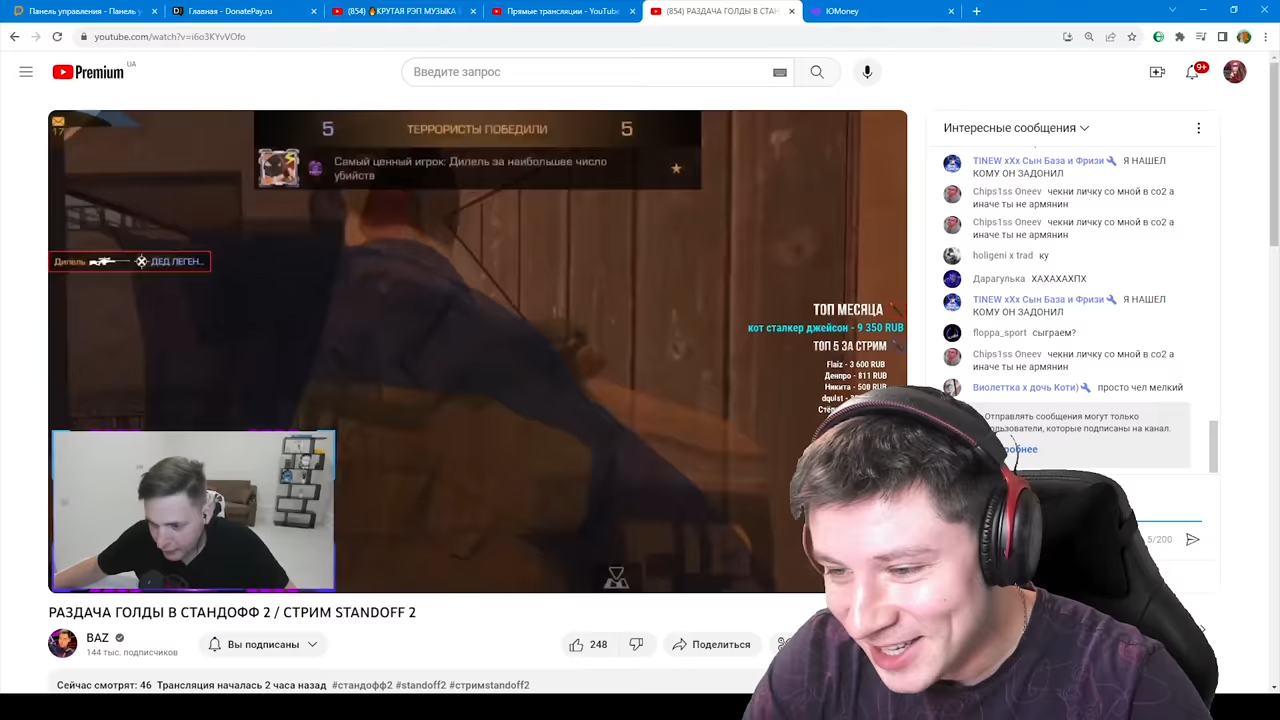 Панель управления - Панель у
Главная - DonatePay.ru
(854) 🔥КРУТАЯ РЭП МУЗЫКА
Прямые трансляции - YouTube
(854) РАЗДАЧА ГОЛДЫ В СТАН
ЮMoney
youtube.com/watch?v=i6o3KYvVOfo
Premium
UA
Введите запрос
9+
17
5 ТЕРРОРИСТЫ ПОБЕДИЛИ 5
Самый ценный игрок: Дилель за наибольшее число
убийств
Дилель ДЕД ЛЕГЕН...
ТОП МЕСЯЦА
кот сталкер джейсон - 9 350 RUB
ТОП 5 ЗА СТРИМ
Flaiz - 3 600 RUB
Денпро - 811 RUB
Никита - 500 RUB
dquist -
Интересные сообщения
TINEW xXx Сын База и Фризи Я НАШЕЛ
КОМУ ОН ЗАДОНИЛ
Chips1ss Oneev чекни личку со мной в со2 а
иначе ты не армянин
Chips1ss Oneev чекни личку со мной в со2 а
иначе ты не армянин
holigeni x trad ку
Дарагулька ХАХАХАХПХ
TINEW xXx Сын База и Фризи Я НАШЕЛ
КОМУ ОН ЗАДОНИЛ
floppa_sport сыграем?
Chips1ss Oneev чекни личку со мной в со2 а
иначе ты не армянин
Виолеттка х дочь Коти) просто чел мелкий
Отправлять сообщения могут только
ользователи, которые подписаны на канал.
робнее
5/200
РАЗДАЧА ГОЛДЫ В СТАНДОФФ 2 / СТРИМ STANDOFF 2
BAZ
144 тыс. подписчиков
Вы подписаны
248
Поделиться
Сейчас смотрят: 46 Трансляция началась 2 часа назад #стандофф2 #standoff2 #стримstandoff2